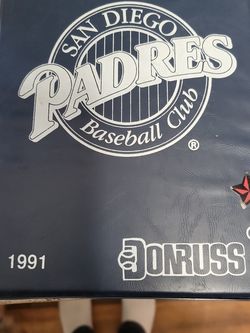 SAN DIEGO
PADRES
Baseball Club
®
1991
DONRUSS